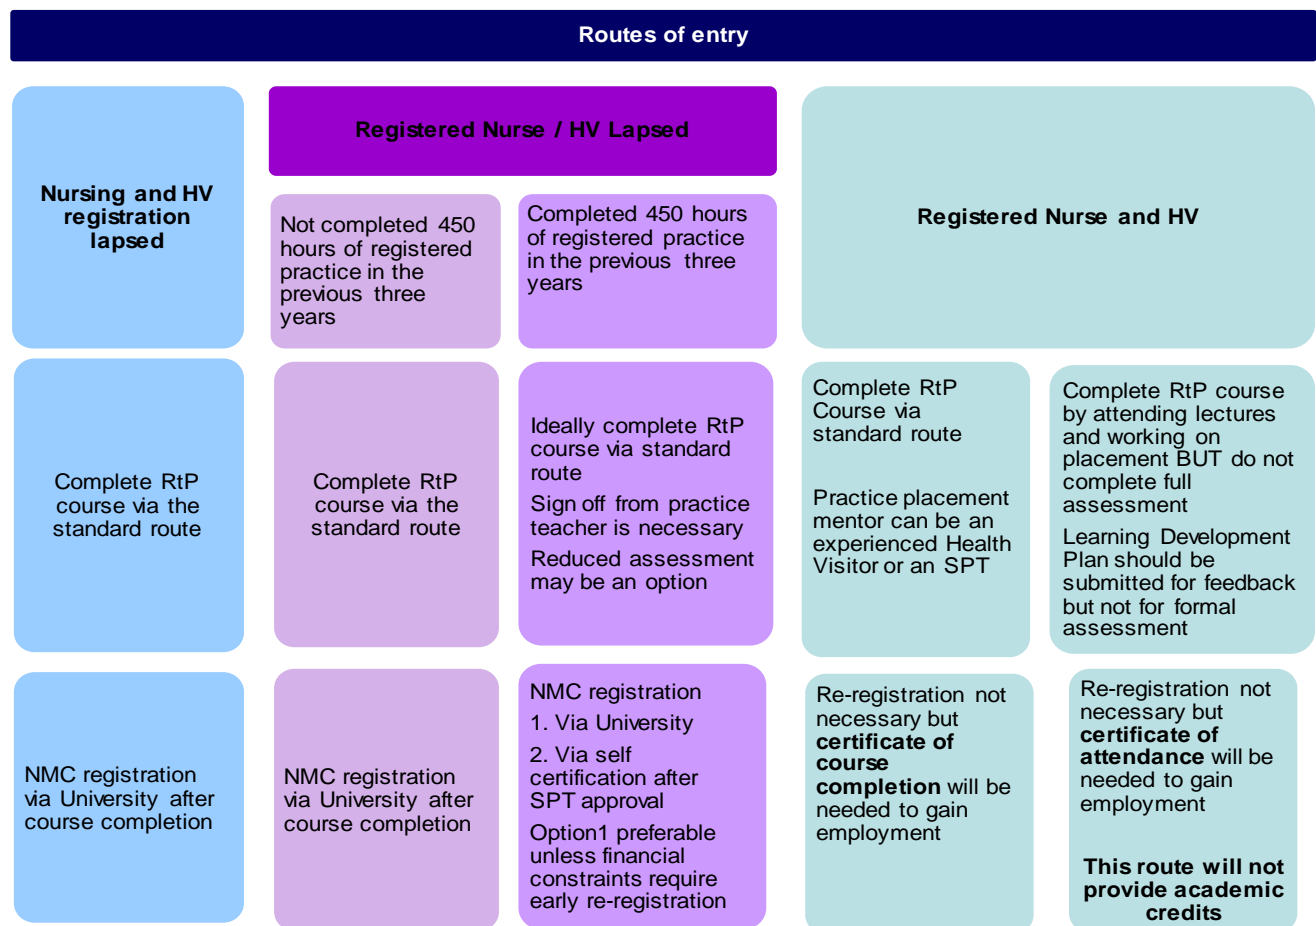 Routes of entry
Nursing and HV
registration
lapsed
Registered Nurse / HV Lapsed
Not completed 450
hours of registered
practice in the
previous three
years
Completed 450 hours
of registered practice
in the previous three
years
Registered Nurse and HV
Complete RtP
course via the
standard route
Complete RtP
course via the
standard route
Ideally complete RtP
course via standard
route
Sign off from practice
teacher is necessary
Reduced assessment
may be an option
Complete RtP
Course via
standard route
Practice placement
mentor can be an
experienced Health
Visitor or an SPT
Complete RtP course
by attending lectures
and working on
placement BUT do not
complete full
assessment
Learning Development
Plan should be
submitted for feedback
but not for formal
assessment
NMC registration
via University after
course completion
NMC registration
via University after
course completion
NMC registration
1. Via University
2. Via self
certification after
SPT approval
Option1 preferable
unless financial
constraints require
early re-registration
Re-registration not
necessary but
certificate of
course
completion will be
needed to gain
employment
Re-registration not
necessary but
certificate of
attendance will be
needed to gain
employment
This route will not
provide academic
credits